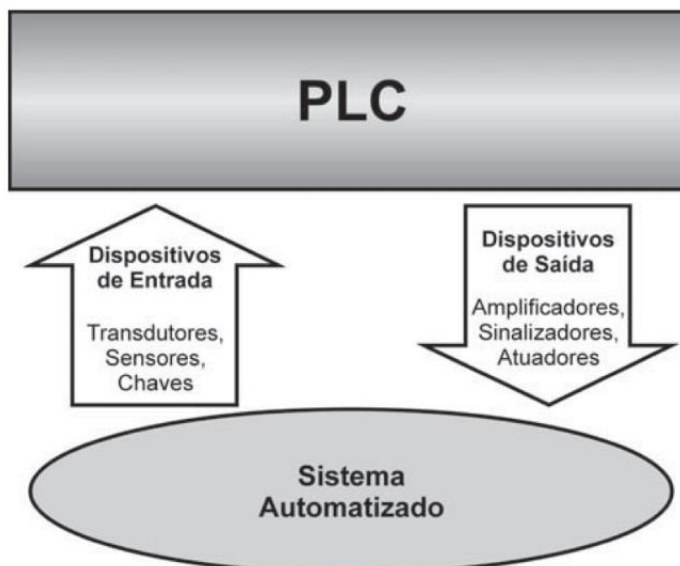 PLC
Dispositivos
de Entrada
Transdutores,
Sensores,
Chaves
Dispositivos
de Saída
Amplificadores,
Sinalizadores,
Atuadores
Sistema
Automatizado